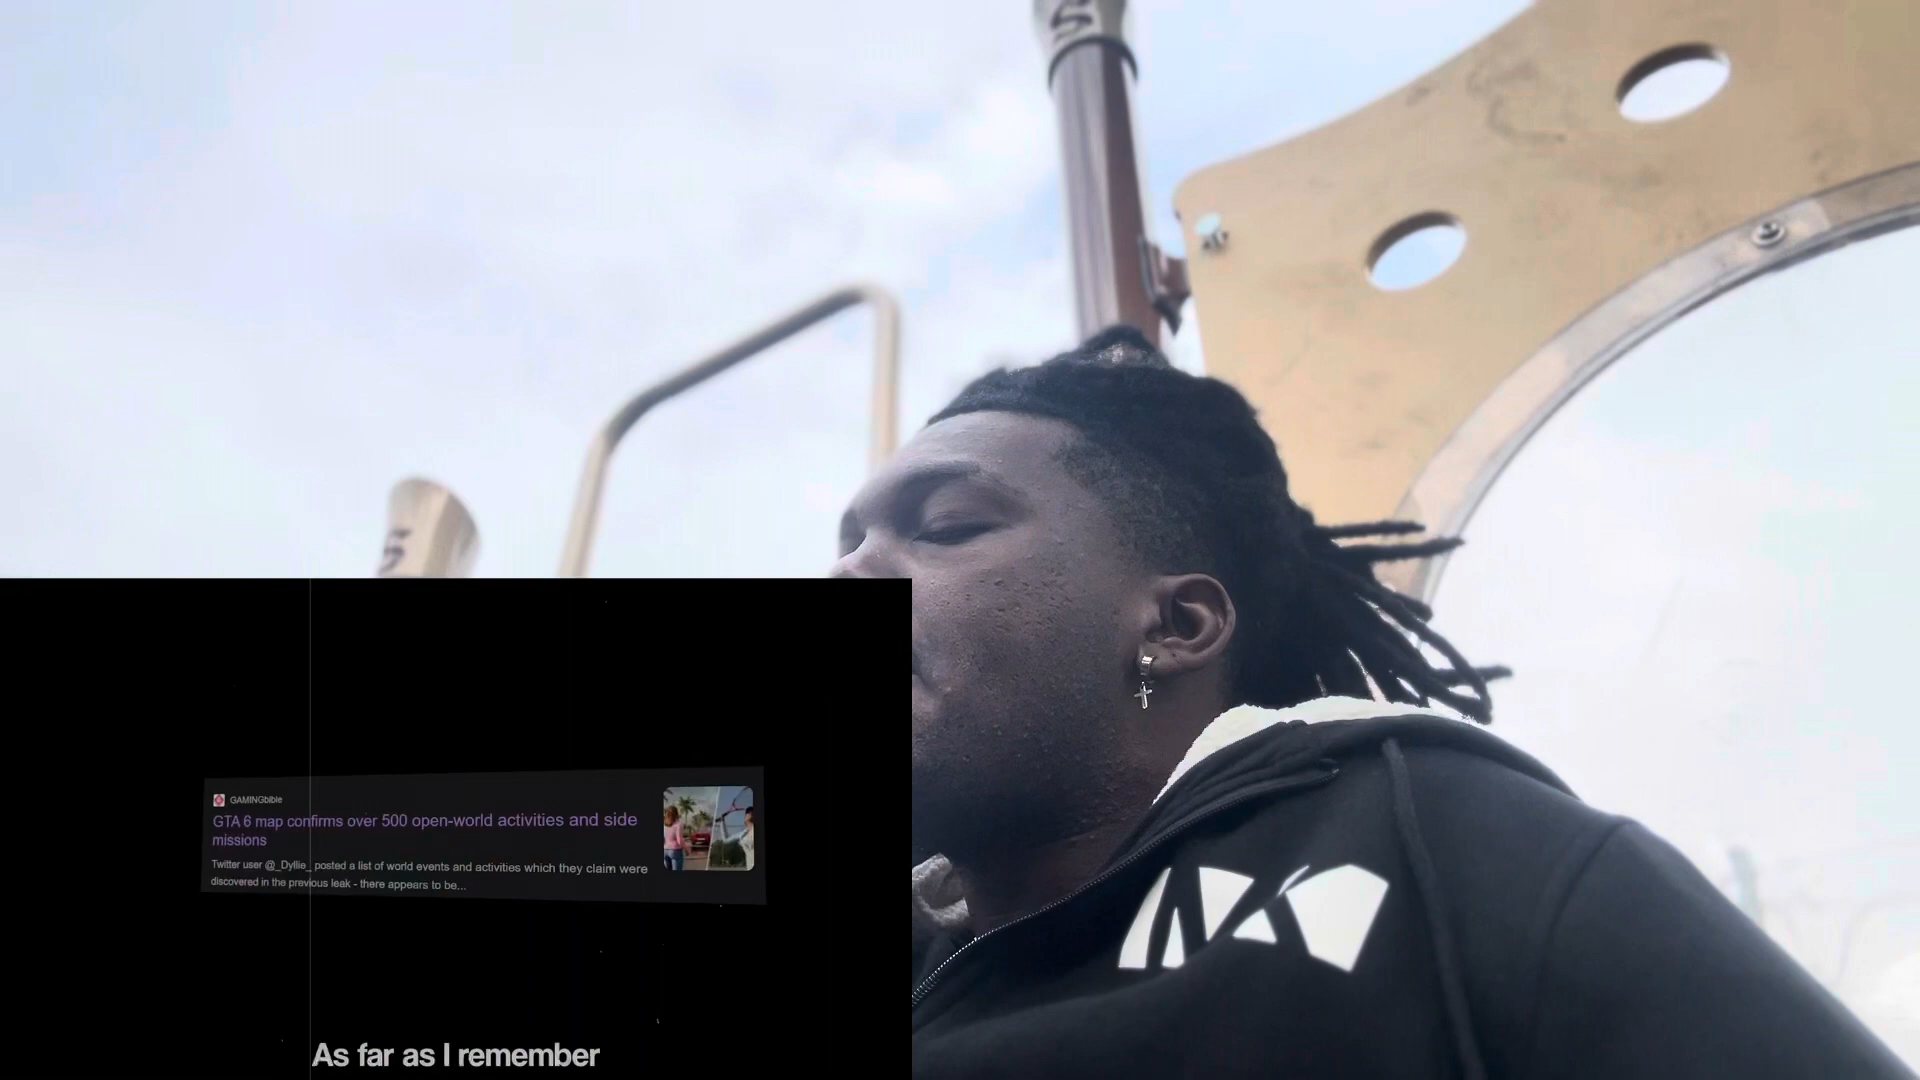 GAMINGbible
GTA 6 map confirms over 500 open-world activities and side
missions
Twitter user @_Dyllie_ posted a list of world events and activities which they claim were
discovered in the previous leak - there appears to be...
As far as I remember